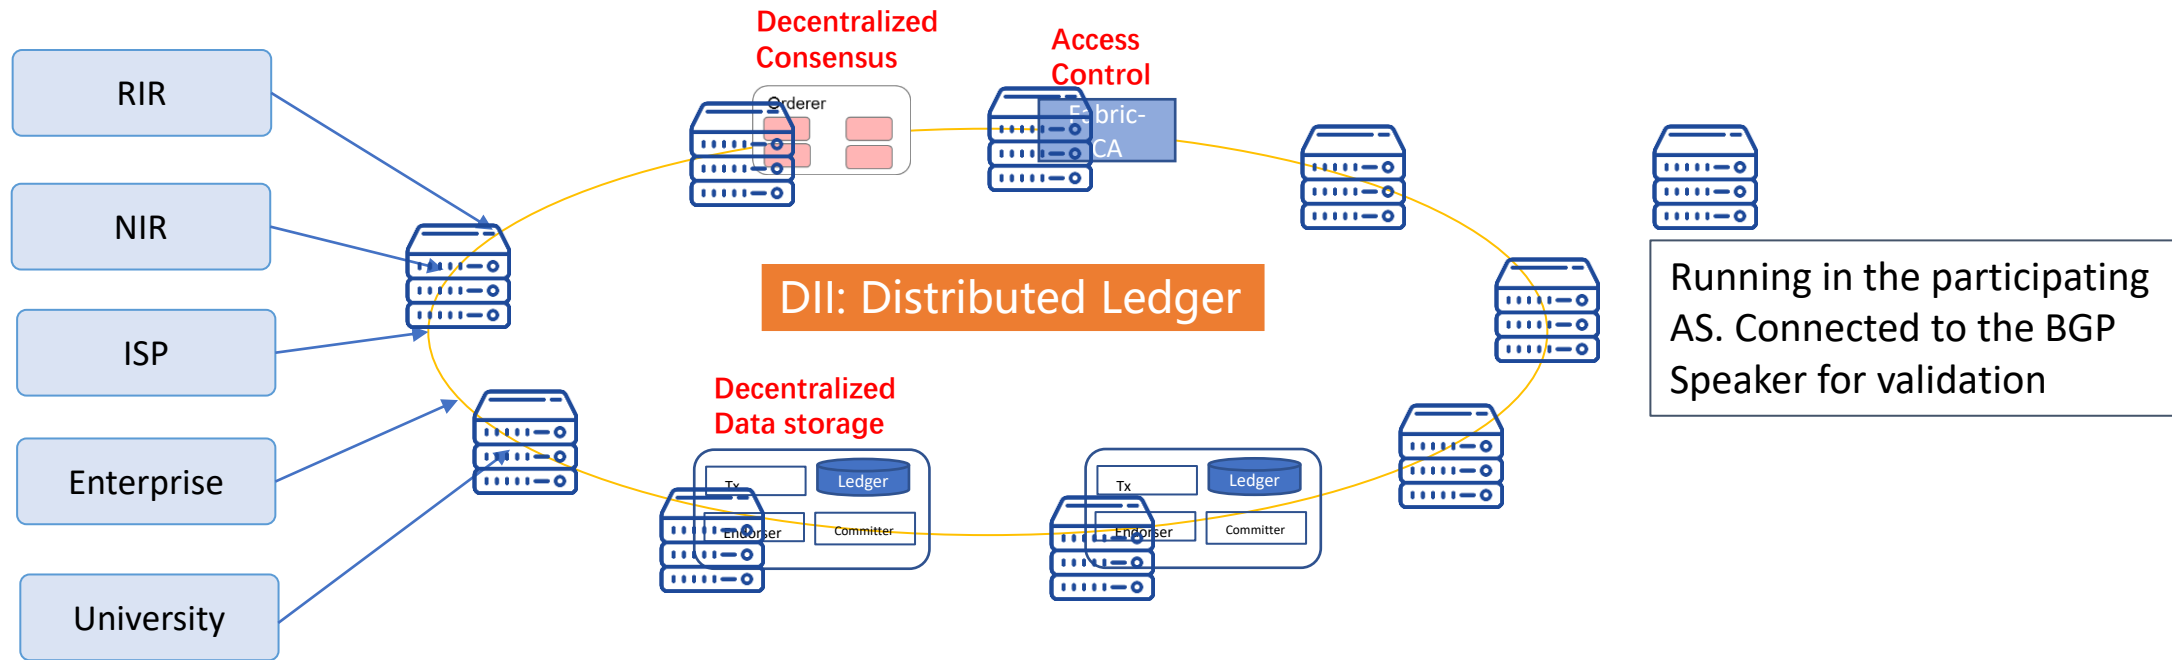 Decentralized
Consensus
Access
Control
RIR
Orderer
Fabric-
CA
NIR
DII: Distributed Ledger
Running in the participating
AS. Connected to the BGP
Speaker for validation
ISP
Decentralized
Data storage
Enterprise
Tx
Ledger
Endorser
Committer
Tx
Ledger
Endorser
Committer
University